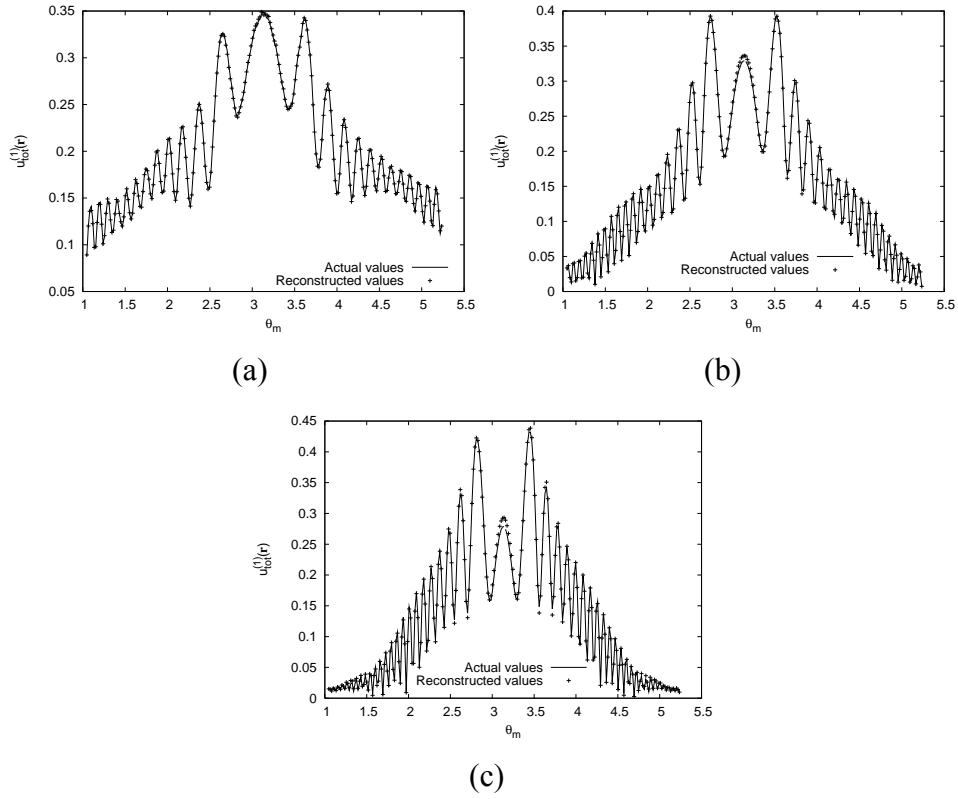 0.35
0.3
0.25
0.2
0.15
0.1
0.05
u_tot^(1)(r)
Actual values
Reconstructed values
1 1.5 2 2.5 3 3.5 4 4.5 5 5.5
θ_m
(a)
0.4
0.35
0.3
0.25
0.2
0.15
0.1
0.05
0
u_tot^(1)(r)
Actual values
Reconstructed values
1 1.5 2 2.5 3 3.5 4 4.5 5 5.5
θ_m
(b)
0.45
0.4
0.35
0.3
0.25
0.2
0.15
0.1
0.05
0
u_tot^(1)(r)
Actual values
Reconstructed values
1 1.5 2 2.5 3 3.5 4 4.5 5 5.5
θ_m
(c)